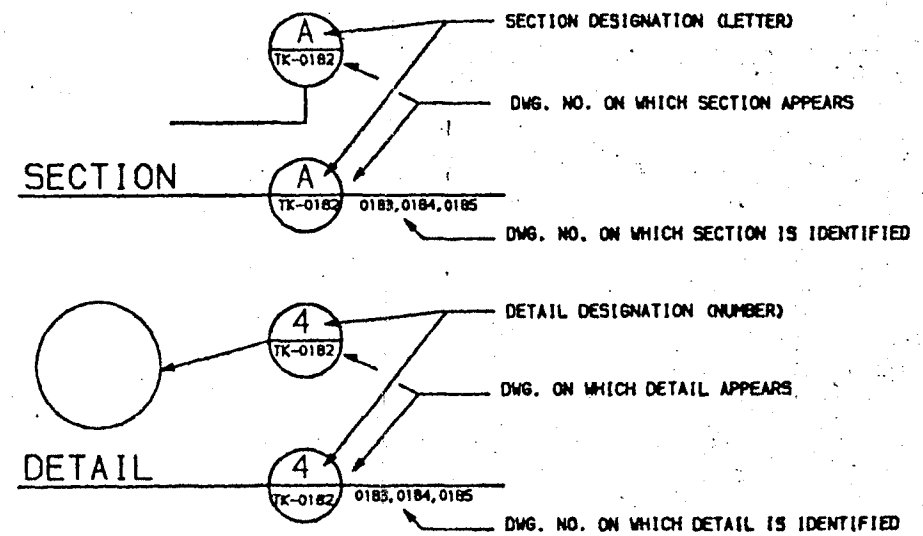 A
TK-0182
SECTION DESIGNATION (LETTER)
DWG. NO. ON WHICH SECTION APPEARS
SECTION
A
TK-0182
0183,0184,0185
DWG. NO. ON WHICH SECTION IS IDENTIFIED
4
TK-0182
DETAIL DESIGNATION (NUMBER)
DWG. ON WHICH DETAIL APPEARS
DETAIL
4
TK-0182
0183,0184,0185
DWG. NO. ON WHICH DETAIL IS IDENTIFIED